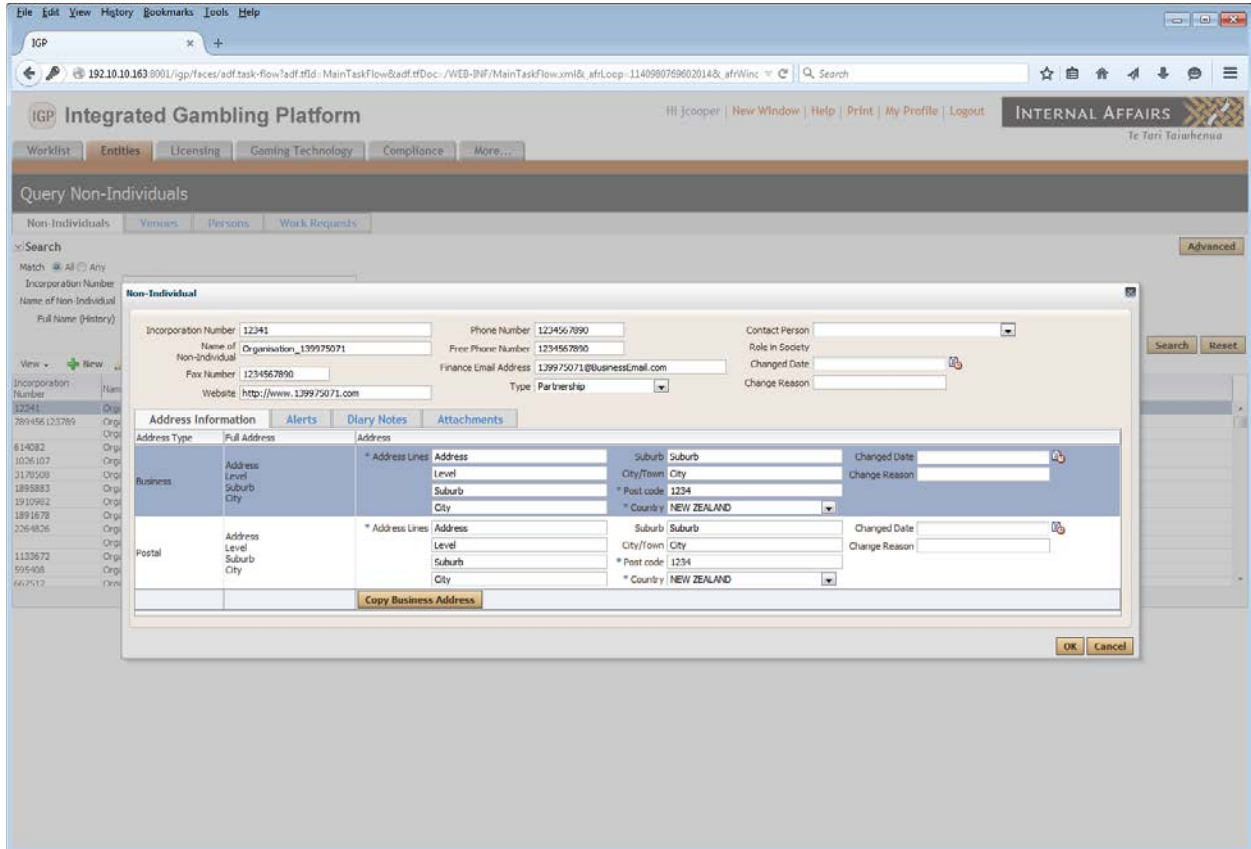 File Edit View History Bookmarks Tools Help
IGP × +
192.10.10.163:8001/igp/faces/adf.task-flow?adf.tfId=MainTaskFlow&adf.tfDoc=/WEB-INF/MainTaskFlow.xml&_afrLoop=1140980769602014&_afrWinc Search
IGP Integrated Gambling Platform
Hi jcooper | New Window | Help | Print | My Profile | Logout
INTERNAL AFFAIRS
Te Tari Taiwhenua
Worklist Entities Licensing Gaming Technology Compliance More...
Query Non-Individuals
Non-Individuals Venues Persons Work Requests
Search Advanced
Match All Any
Incorporation Number
Name of Non-Individual
Full Name (History)
Search Reset
View New
Incorporation Number
12341
789456123789
614082
1026107
3178508
1895883
1910982
1891678
2264826
1133672
595408
662512
Non-Individual
Incorporation Number 12341 Phone Number 1234567890 Contact Person
Name of Non-Individual Organisation_139975071 Free Phone Number 1234567890 Role in Society
Fax Number 1234567890 Finance Email Address 139975071@BusinessEmail.com Changed Date
Website http://www.139975071.com Type Partnership Change Reason
Address Information Alerts Diary Notes Attachments
Address Type Full Address Address
Business
Address
Level
Suburb
City
* Address Lines Address Suburb Suburb Changed Date
Level City/Town City Change Reason
Suburb * Post code 1234
City * Country NEW ZEALAND
Postal
Address
Level
Suburb
City
* Address Lines Address Suburb Suburb Changed Date
Level City/Town City Change Reason
Suburb * Post code 1234
City * Country NEW ZEALAND
Copy Business Address
OK Cancel